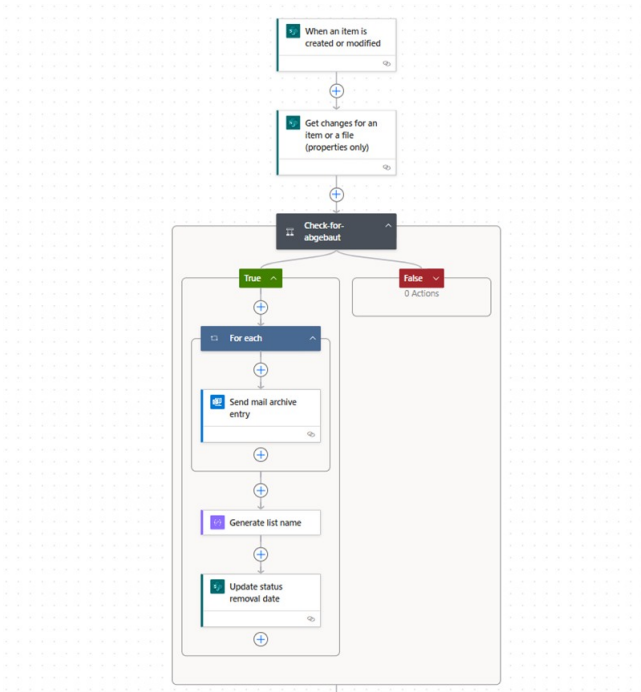 When an item is
created or modified
Get changes for an
item or a file
(properties only)
Check-for-
abgebaut
True
False
0 Actions
For each
Send mail archive
entry
Generate list name
Update status
removal date